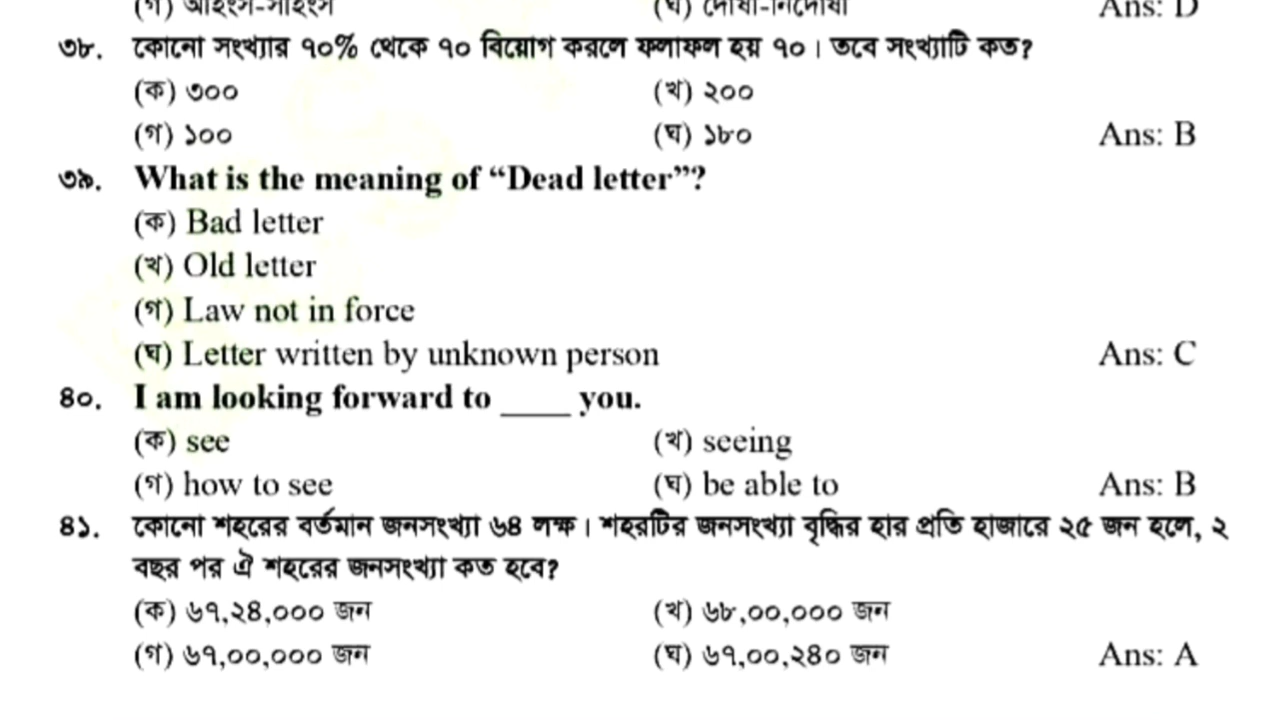 (গ) অহিংস-সহিংস (ঘ) দোষী-নির্দোষী Ans: D
৩৮. কোনো সংখ্যার ৭০% থেকে ৭০ বিয়োগ করলে ফলাফল হয় ৭০। তবে সংখ্যাটি কত?
(ক) ৩০০ (খ) ২০০
(গ) ১০০ (ঘ) ১৮০ Ans: B
৩৯. What is the meaning of “Dead letter”?
(ক) Bad letter
(খ) Old letter
(গ) Law not in force
(ঘ) Letter written by unknown person Ans: C
৪০. I am looking forward to ____ you.
(ক) see (খ) seeing
(গ) how to see (ঘ) be able to Ans: B
৪১. কোনো শহরের বর্তমান জনসংখ্যা ৬৪ লক্ষ। শহরটির জনসংখ্যা বৃদ্ধির হার প্রতি হাজারে ২৫ জন হলে, ২
বছর পর ঐ শহরের জনসংখ্যা কত হবে?
(ক) ৬৭,২৪,০০০ জন (খ) ৬৮,০০,০০০ জন
(গ) ৬৭,০০,০০০ জন (ঘ) ৬৭,০০,২৪০ জন Ans: A